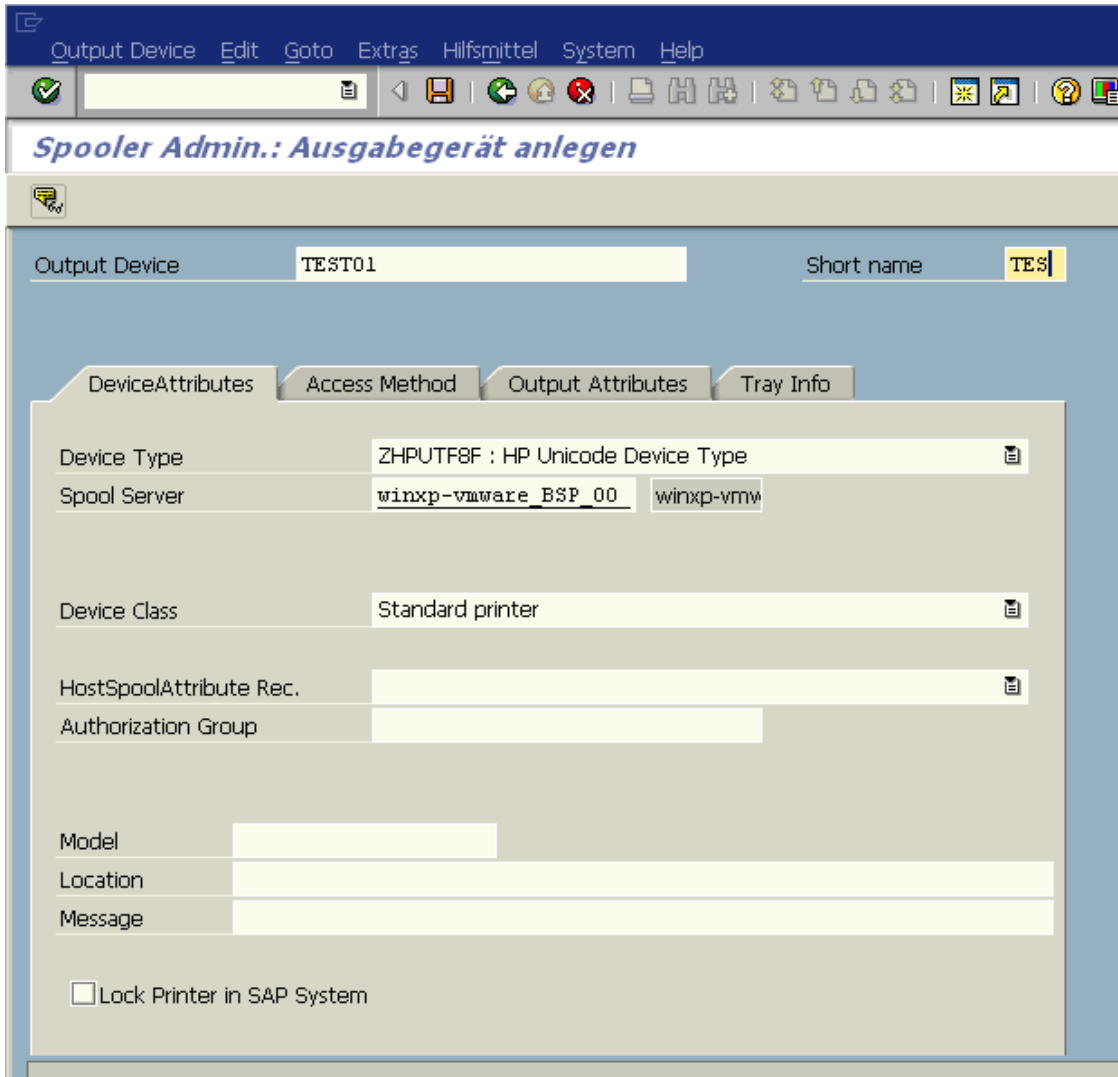 Output Device Edit Goto Extras Hilfsmittel System Help
Spooler Admin.: Ausgabegerät anlegen
Output Device TEST01 Short name TES
DeviceAttributes Access Method Output Attributes Tray Info
Device Type ZHPUTF8F : HP Unicode Device Type
Spool Server winxp-vmware_BSP_00 winxp-vmw
Device Class Standard printer
HostSpoolAttribute Rec.
Authorization Group
Model
Location
Message
Lock Printer in SAP System